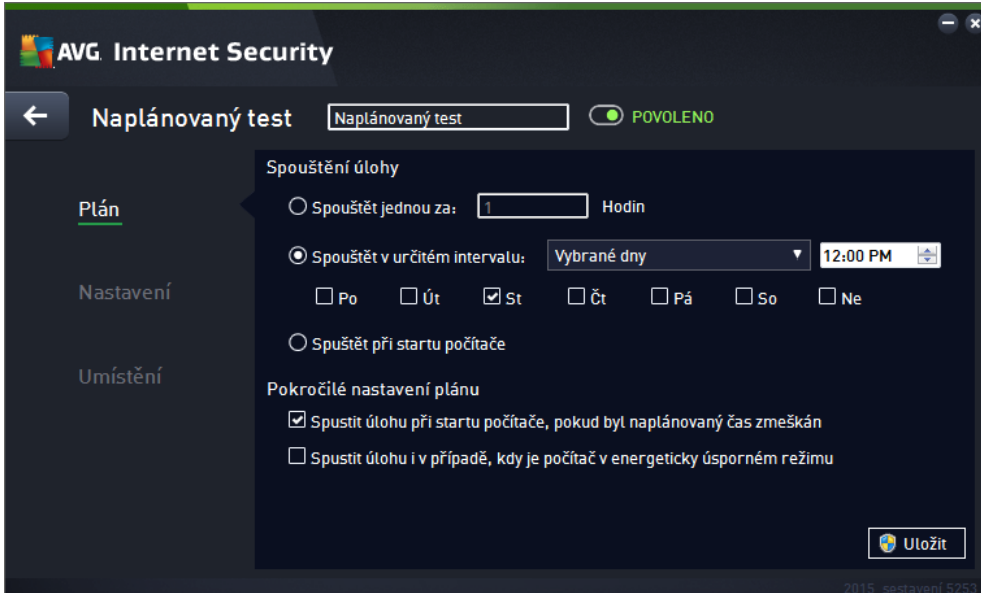 AVG. Internet Security
Naplánovaný test Naplánovaný test POVOLENO
Plán
Nastavení
Umístění
Spouštění úlohy
Spouštět jednou za: 1 Hodin
Spouštět v určitém intervalu: Vybrané dny 12:00 PM
Po Út St Čt Pá So Ne
Spuštět při startu počítače
Pokročilé nastavení plánu
Spustit úlohu při startu počítače, pokud byl naplánovaný čas zmeškán
Spustit úlohu i v případě, kdy je počítač v energeticky úsporném režimu
Uložit
2015 sestavení 5253